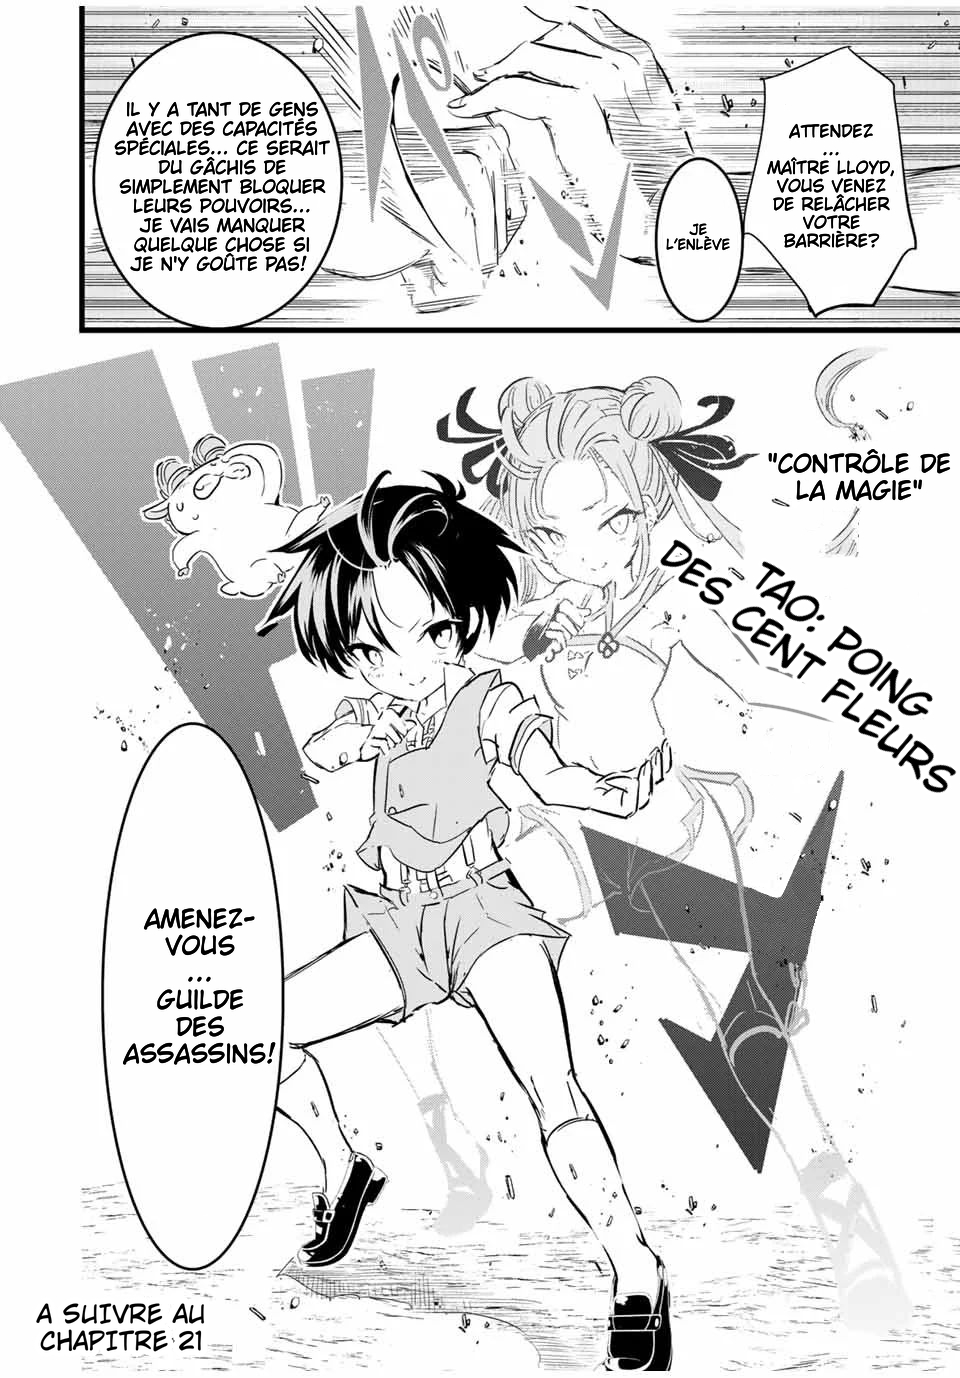 ATTENDEZ
...
MAÎTRE LLOYD,
VOUS VENEZ
DE RELÂCHER
VOTRE
BARRIÈRE?
JE
L'ENLÈVE
IL Y A TANT DE GENS
AVEC DES CAPACITÉS
SPÉCIALES... CE SERAIT
DU GÂCHIS DE
SIMPLEMENT BLOQUER
LEURS POUVOIRS...
JE VAIS MANQUER
QUELQUE CHOSE SI
JE N'Y GOÛTE PAS!
"CONTRÔLE DE
LA MAGIE"
TAO: POING
DES CENT FLEURS
AMENEZ-
VOUS
...
GUILDE
DES
ASSASSINS!
A SUIVRE AU
CHAPITRE 21